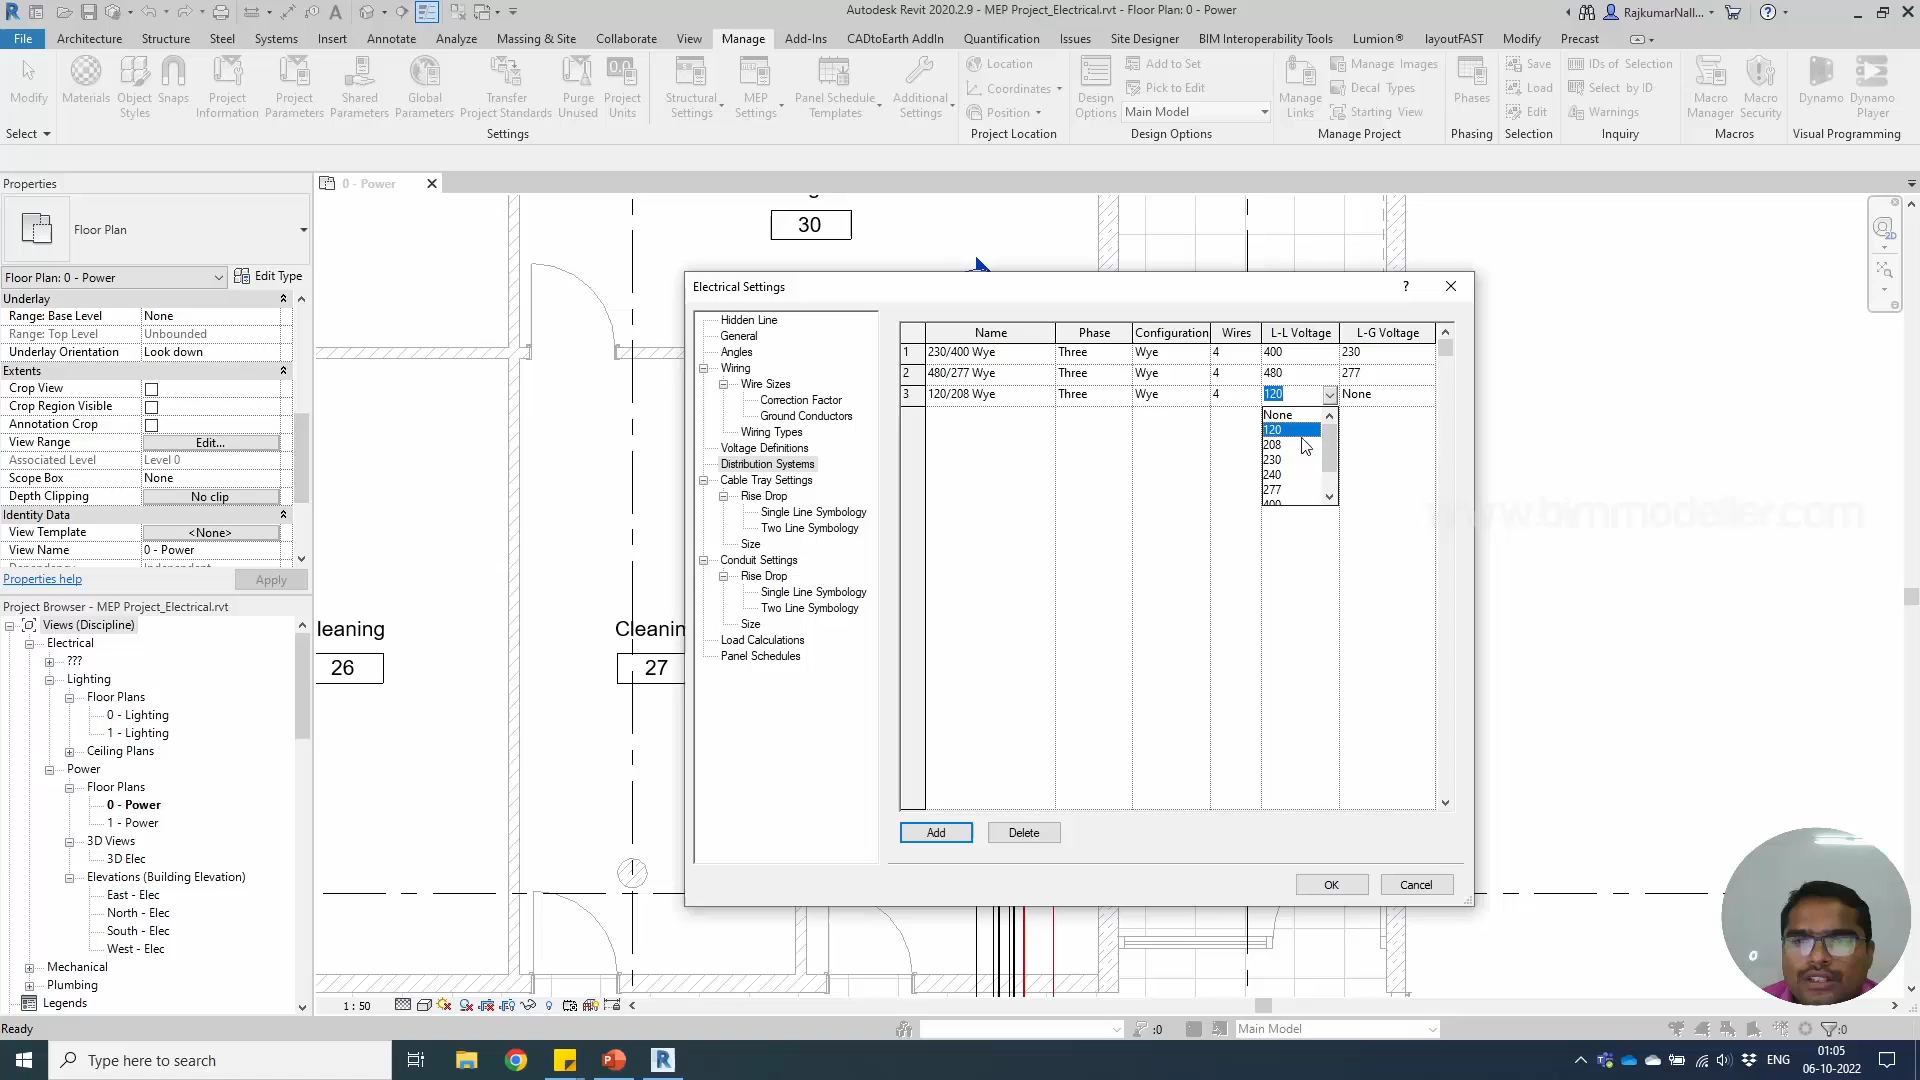 Autodesk Revit 2020.2.9 - MEP Project_Electrical.rvt - Floor Plan: 0 - Power
RajkumarNall...
File Architecture Structure Steel Systems Insert Annotate Analyze Massing & Site Collaborate View Manage Add-Ins CADtoEarth AddIn Quantification Issues Site Designer BIM Interoperability Tools Lumion® layoutFAST Modify Precast
Modify
Materials
Object Styles
Snaps
Project Information
Project Parameters
Shared Parameters
Global Parameters
Transfer Project Standards
Purge Unused
Project Units
Structural Settings
MEP Settings
Panel Schedule Templates
Additional Settings
Location
Coordinates
Position
Design Options
Add to Set
Pick to Edit
Main Model
Manage Links
Manage Images
Decal Types
Starting View
Phases
Save
Load
Edit
IDs of Selection
Select by ID
Warnings
Macro Manager
Macro Security
Dynamo
Dynamo Player
Select Settings Project Location Design Options Manage Project Phasing Selection Inquiry Macros Visual Programming
Properties
Floor Plan
Floor Plan: 0 - Power Edit Type
Underlay
Range: Base Level None
Range: Top Level Unbounded
Underlay Orientation Look down
Extents
Crop View
Crop Region Visible
Annotation Crop
View Range Edit...
Associated Level Level 0
Scope Box None
Depth Clipping No clip
Identity Data
View Template <None>
View Name 0 - Power
Dependency Independent
Properties help Apply
Project Browser - MEP Project_Electrical.rvt
Views (Discipline)
Electrical
???
Lighting
Floor Plans
0 - Lighting
1 - Lighting
Ceiling Plans
Power
Floor Plans
0 - Power
1 - Power
3D Views
3D Elec
Elevations (Building Elevation)
East - Elec
North - Elec
South - Elec
West - Elec
Mechanical
Plumbing
Legends
0 - Power
30
leaning
26
Cleanin
27
Electrical Settings
?
Hidden Line
General
Angles
Wiring
Wire Sizes
Correction Factor
Ground Conductors
Wiring Types
Voltage Definitions
Distribution Systems
Cable Tray Settings
Rise Drop
Single Line Symbology
Two Line Symbology
Size
Conduit Settings
Rise Drop
Single Line Symbology
Two Line Symbology
Size
Load Calculations
Panel Schedules
Name Phase Configuration Wires L-L Voltage L-G Voltage
1 230/400 Wye Three Wye 4 400 230
2 480/277 Wye Three Wye 4 480 277
3 120/208 Wye Three Wye 4 120 None
None
120
208
230
240
277
400
Add Delete
OK Cancel
www.bimmodeller.com
1 : 50
Ready
:0
Main Model
:0
Type here to search
ENG
01:05
06-10-2022